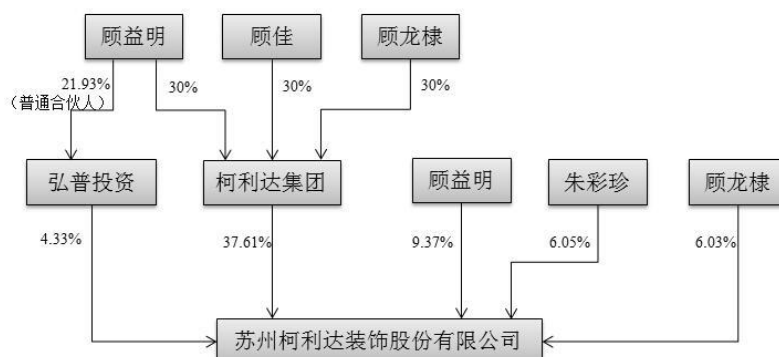 顾益明
顾佳
顾龙棣
21.93%
（普通合伙人）
30%
30%
30%
弘普投资
柯利达集团
顾益明
朱彩珍
顾龙棣
4.33%
37.61%
9.37%
6.05%
6.03%
苏州柯利达装饰股份有限公司